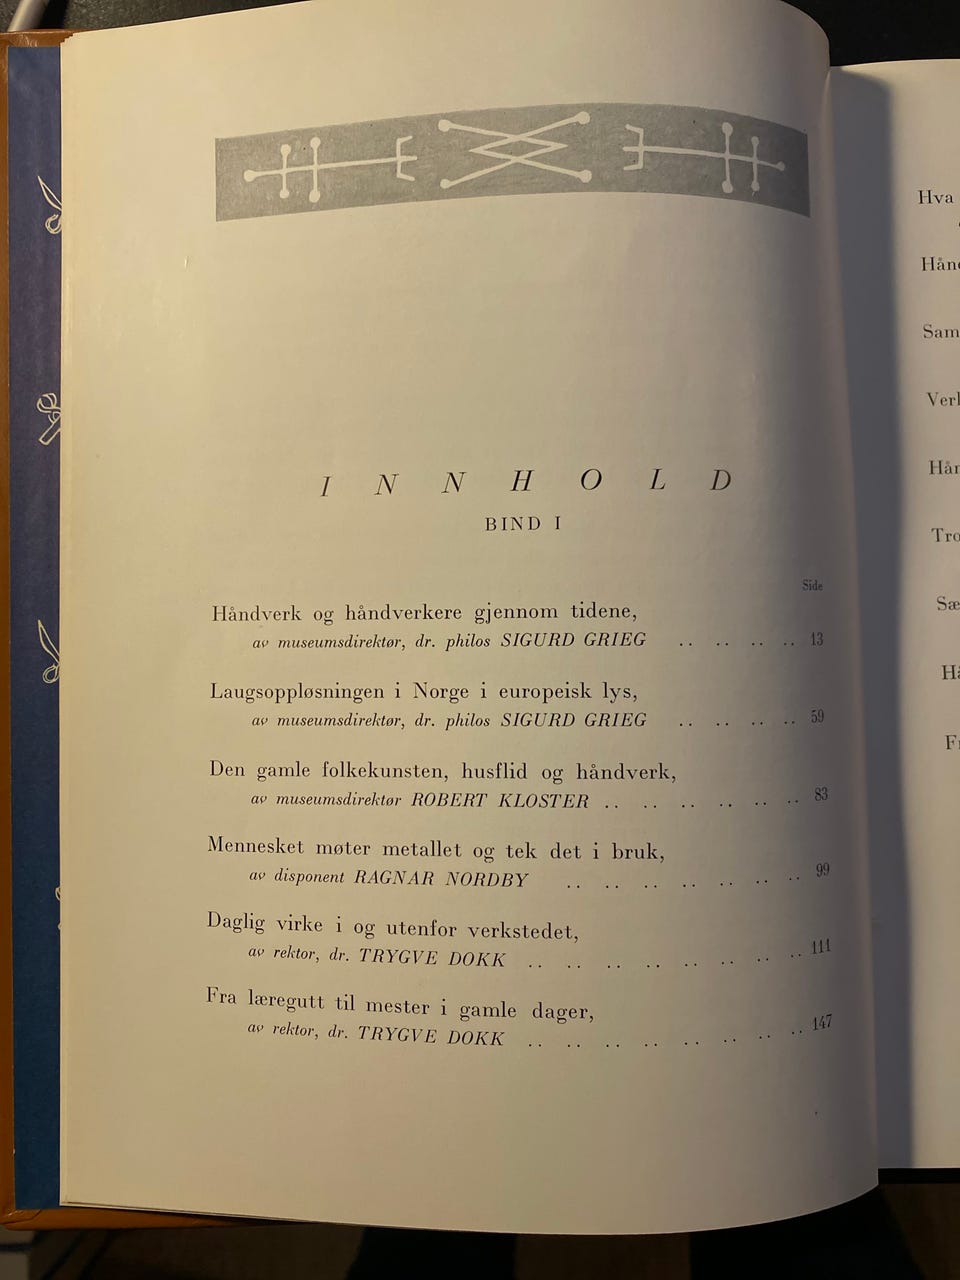 INNHOLD
BIND I
Side
Håndverk og håndverkere gjennom tidene,
av museumsdirektør, dr. philos SIGURD GRIEG .. .. .. .. 13
Laugsoppløsningen i Norge i europeisk lys,
av museumsdirektør, dr. philos SIGURD GRIEG .. .. .. .. 59
Den gamle folkekunsten, husflid og håndverk,
av museumsdirektør ROBERT KLOSTER .. .. .. .. .. .. 83
Mennesket møter metallet og tek det i bruk,
av disponent RAGNAR NORDBY .. .. .. .. .. .. .. 99
Daglig virke i og utenfor verkstedet,
av rektor, dr. TRYGVE DOKK .. .. .. .. .. .. .. .. 111
Fra læregutt til mester i gamle dager,
av rektor, dr. TRYGVE DOKK .. .. .. .. .. .. .. .. 147
Hva